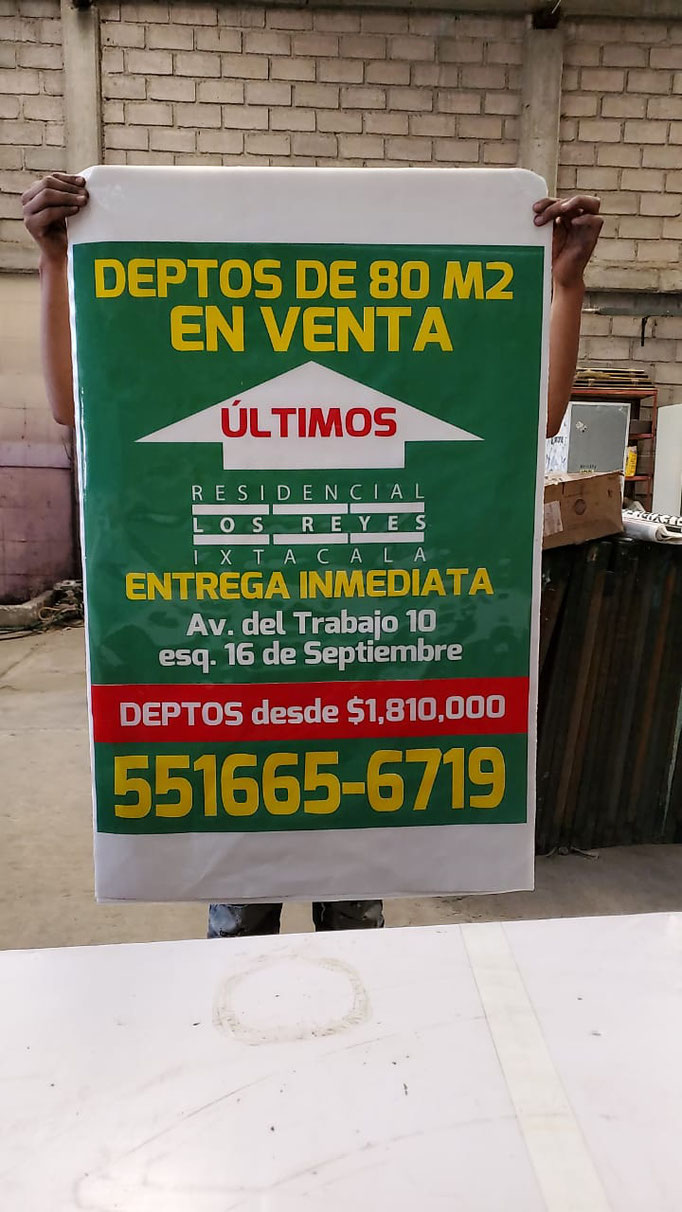 DEPTOS DE 80 M2
EN VENTA
ÚLTIMOS
RESIDENCIAL
LOS REYES
IXTACALA
ENTREGA INMEDIATA
Av. del Trabajo 10
esq. 16 de Septiembre
DEPTOS desde $1,810,000
551665-6719